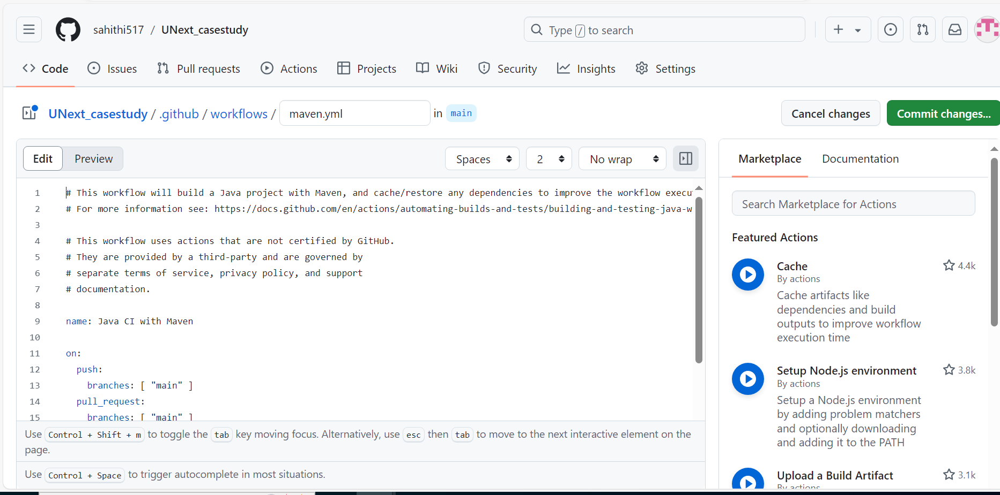 sahithi517 / UNext_casestudy
Type / to search
Code Issues Pull requests Actions Projects Wiki Security Insights Settings
UNext_casestudy / .github / workflows / maven.yml in main
Cancel changes Commit changes...
Edit Preview
Spaces 2 No wrap
1 # This workflow will build a Java project with Maven, and cache/restore any dependencies to improve the workflow execu
2 # For more information see: https://docs.github.com/en/actions/automating-builds-and-tests/building-and-testing-java-w
3
4 # This workflow uses actions that are not certified by GitHub.
5 # They are provided by a third-party and are governed by
6 # separate terms of service, privacy policy, and support
7 # documentation.
8
9 name: Java CI with Maven
10
11 on:
12 push:
13 branches: [ "main" ]
14 pull_request:
15 branches: [ "main" ]
Use Control + Shift + m to toggle the tab key moving focus. Alternatively, use esc then tab to move to the next interactive element on the
page.
Use Control + Space to trigger autocomplete in most situations.
Marketplace Documentation
Search Marketplace for Actions
Featured Actions
Cache 4.4k
By actions
Cache artifacts like
dependencies and build
outputs to improve workflow
execution time
Setup Node.js environment 3.8k
By actions
Setup a Node.js environment
by adding problem matchers
and optionally downloading
and adding it to the PATH
Upload a Build Artifact 3.1k
By actions